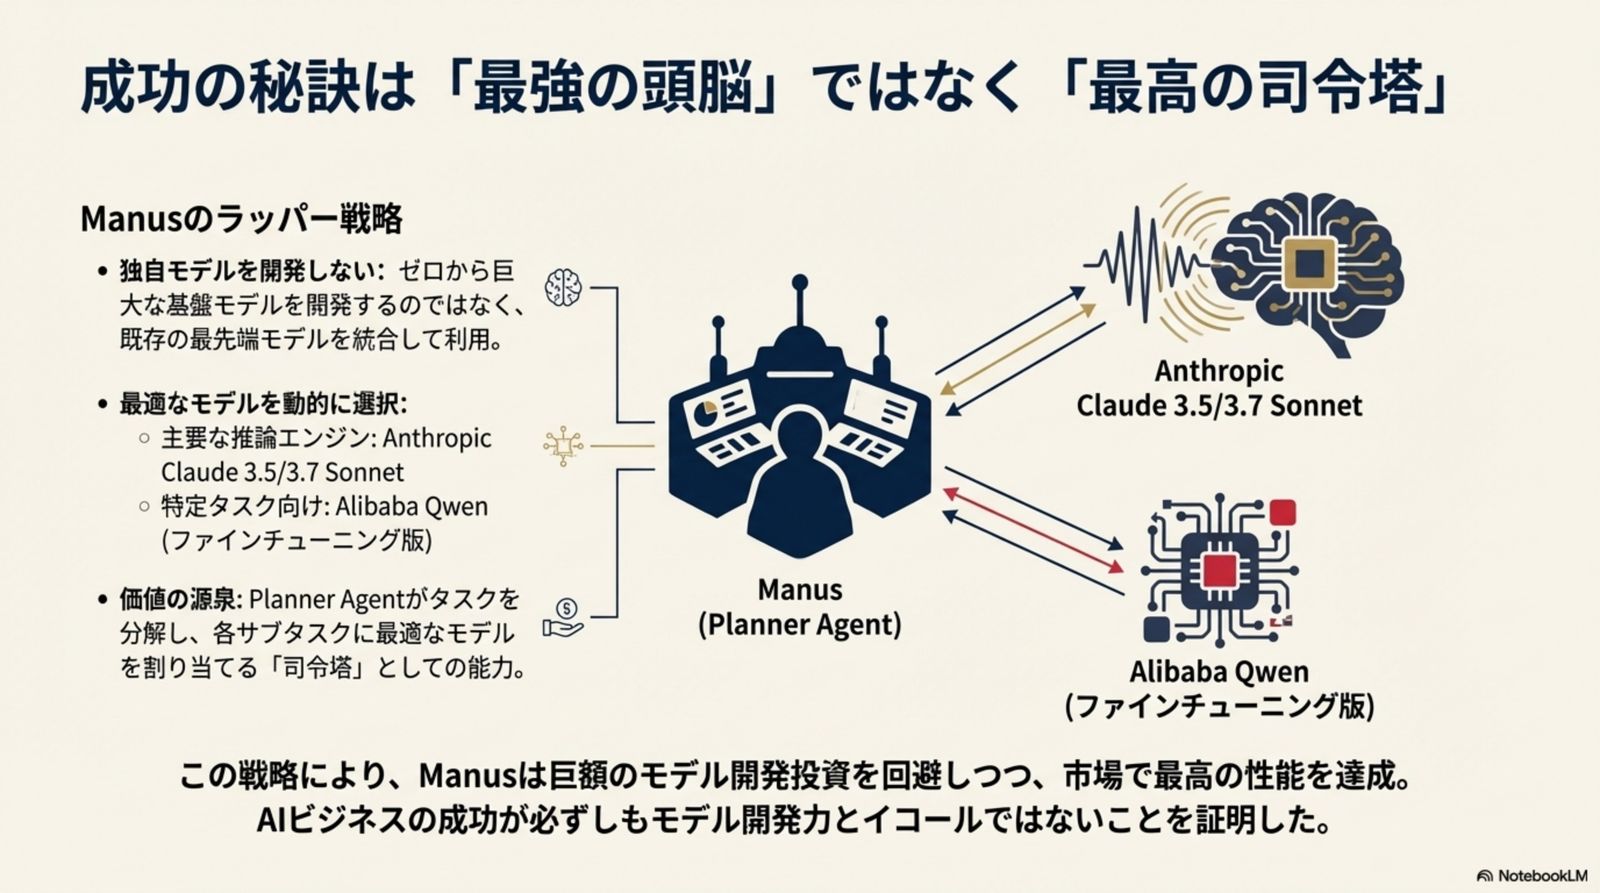 成功の秘訣は「最強の頭脳」ではなく「最高の司令塔」
Manusのラッパー戦略
• 独自モデルを開発しない: ゼロから巨
大な基盤モデルを開発するのではなく、
既存の最先端モデルを統合して利用。
• 最適なモデルを動的に選択:
○ 主要な推論エンジン: Anthropic
Claude 3.5/3.7 Sonnet
○ 特定タスク向け: Alibaba Qwen
(ファインチューニング版)
• 価値の源泉: Planner Agentがタスクを
分解し、各サブタスクに最適なモデル
を割り当てる「司令塔」としての能力。
$
Manus
(Planner Agent)
Anthropic
Claude 3.5/3.7 Sonnet
Alibaba Qwen
(ファインチューニング版)
この戦略により、Manusは巨額のモデル開発投資を回避しつつ、市場で最高の性能を達成。
AIビジネスの成功が必ずしもモデル開発力とイコールではないことを証明した。
NotebookLM